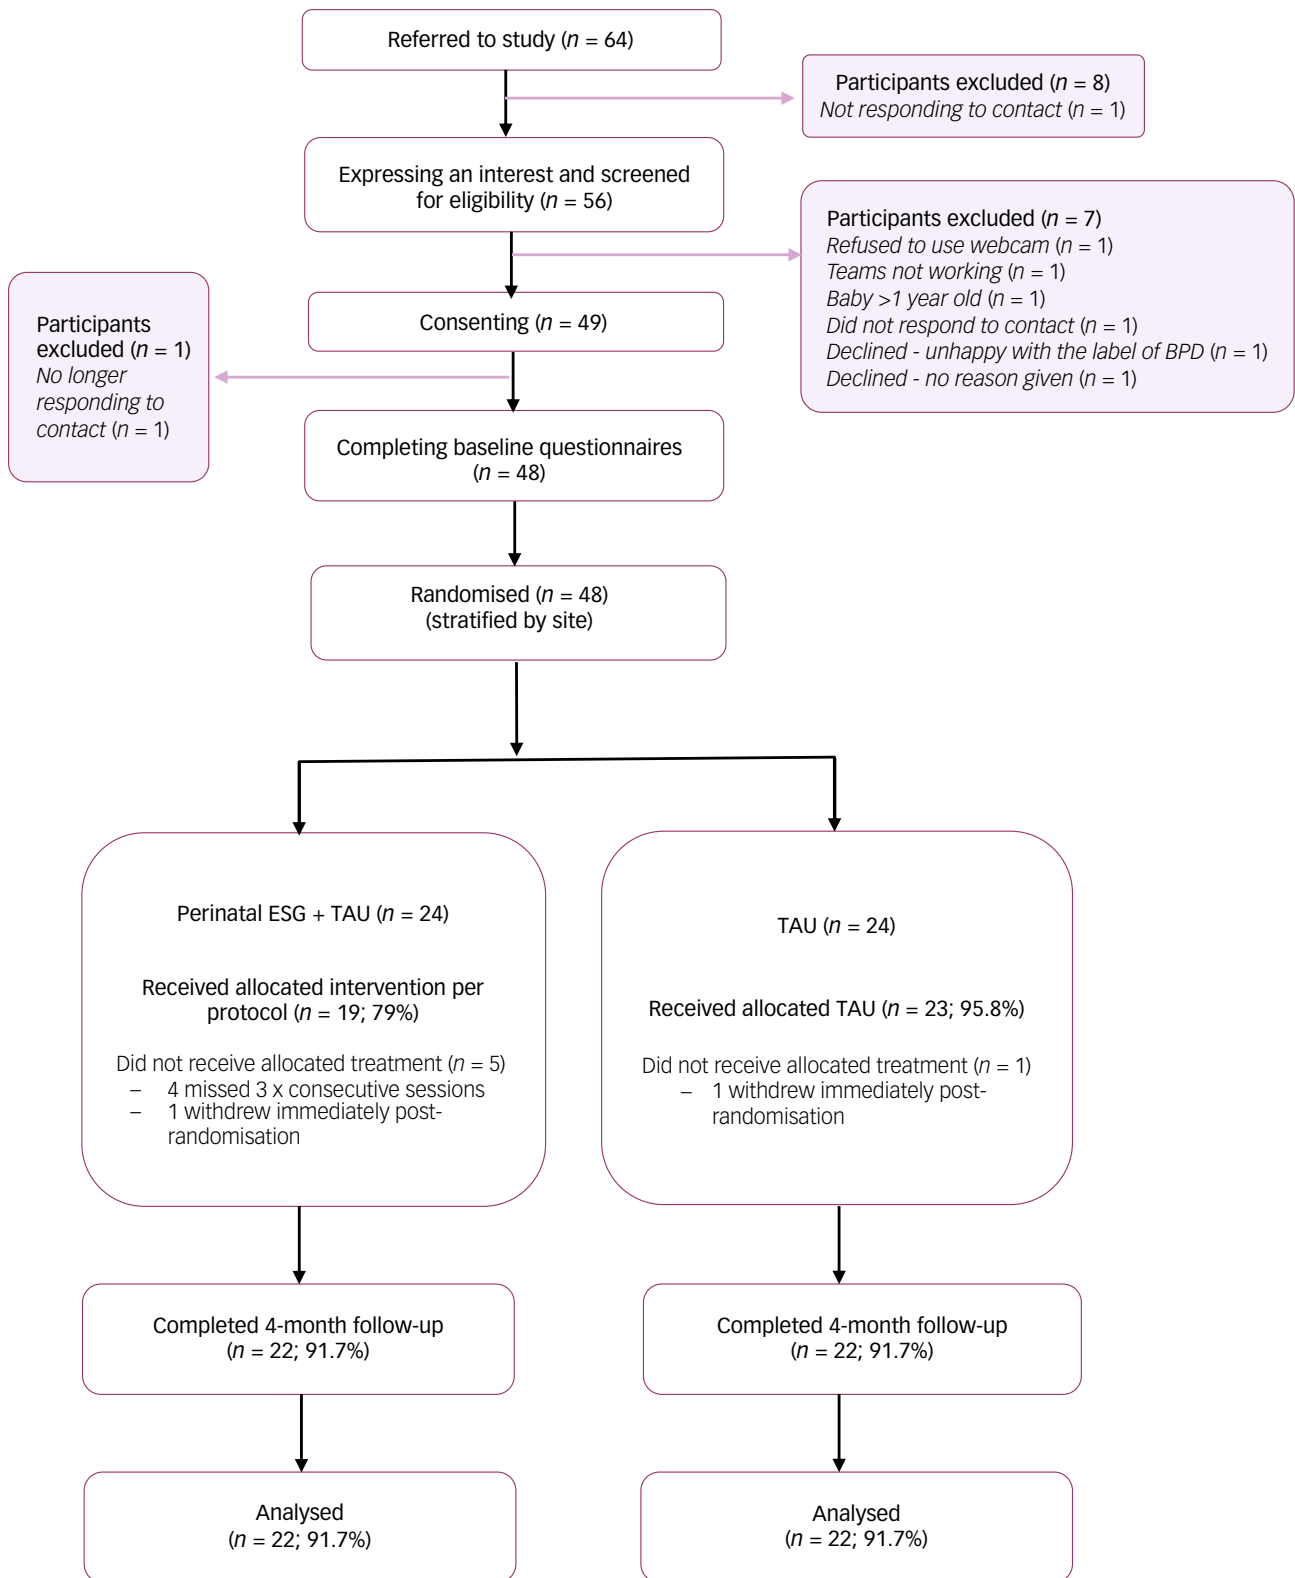 Referred to study (n = 64)
Participants excluded (n = 8)
Not responding to contact (n = 1)
Expressing an interest and screened
for eligibility (n = 56)
Participants excluded (n = 7)
Refused to use webcam (n = 1)
Teams not working (n = 1)
Baby >1 year old (n = 1)
Did not respond to contact (n = 1)
Declined - unhappy with the label of BPD (n = 1)
Declined - no reason given (n = 1)
Consenting (n = 49)
Participants
excluded (n = 1)
No longer
responding to
contact (n = 1)
Completing baseline questionnaires
(n = 48)
Randomised (n = 48)
(stratified by site)
Perinatal ESG + TAU (n = 24)
Received allocated intervention per
protocol (n = 19; 79%)
Did not receive allocated treatment (n = 5)
– 4 missed 3 x consecutive sessions
– 1 withdrew immediately post-
randomisation
TAU (n = 24)
Received allocated TAU (n = 23; 95.8%)
Did not receive allocated treatment (n = 1)
– 1 withdrew immediately post-
randomisation
Completed 4-month follow-up
(n = 22; 91.7%)
Completed 4-month follow-up
(n = 22; 91.7%)
Analysed
(n = 22; 91.7%)
Analysed
(n = 22; 91.7%)